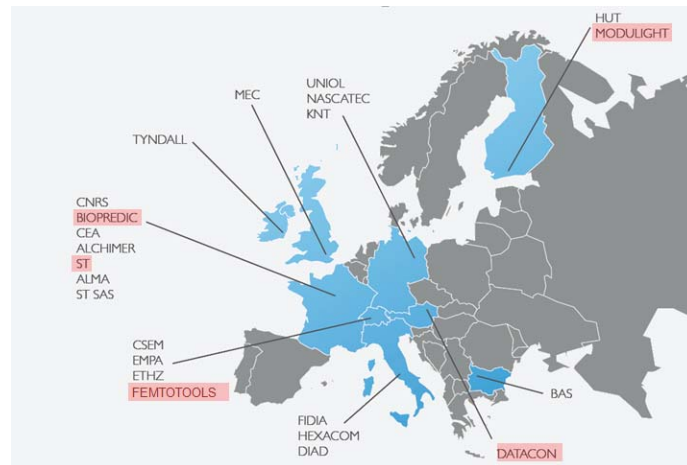 HUT
MODULIGHT
UNIOL
NASCATEC
KNT
MEC
TYNDALL
CNRS
BIOPREDIC
CEA
ALCHIMER
ST
ALMA
ST SAS
CSEM
EMPA
ETHZ
FEMTOTOOLS
BAS
FIDIA
HEXACOM
DIAD
DATACON